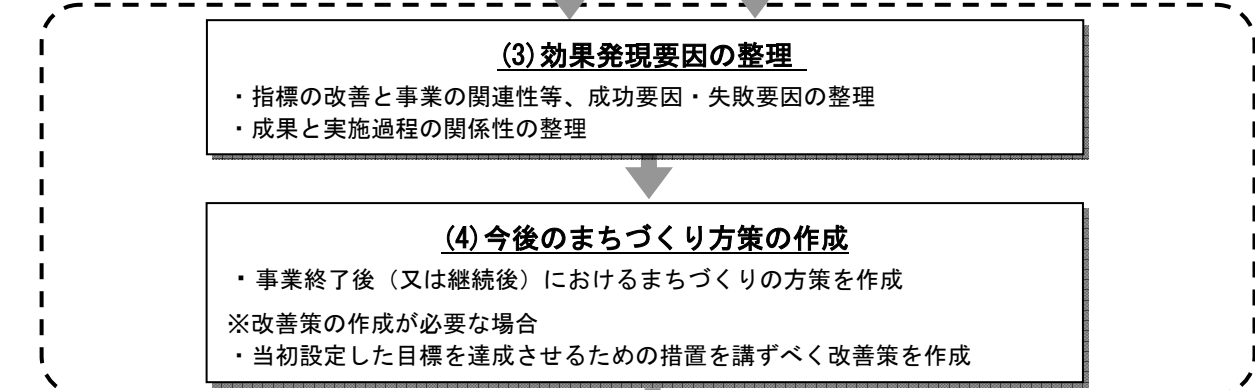 (3)効果発現要因の整理
・指標の改善と事業の関連性等、成功要因・失敗要因の整理
・成果と実施過程の関係性の整理
(4)今後のまちづくり方策の作成
・事業終了後（又は継続後）におけるまちづくりの方策を作成
※改善策の作成が必要な場合
・当初設定した目標を達成させるための措置を講ずべく改善策を作成